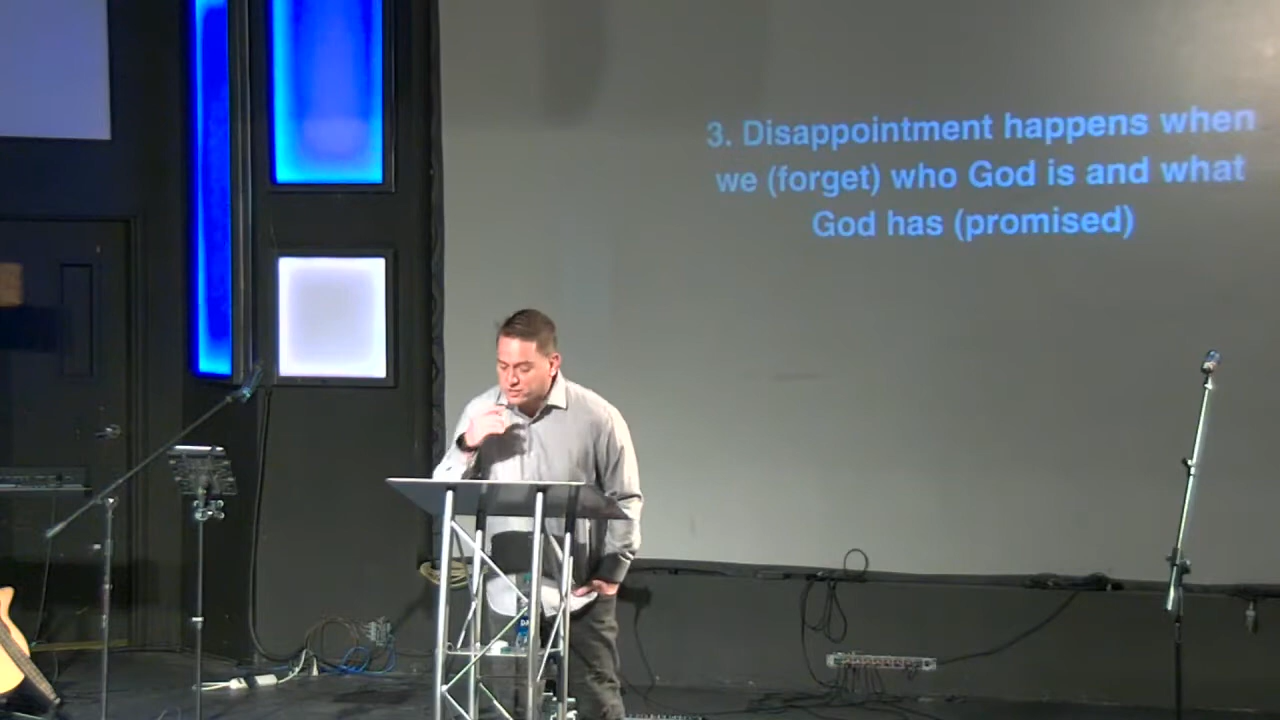 3. Disappointment happens when
we (forget) who God is and what
God has (promised)